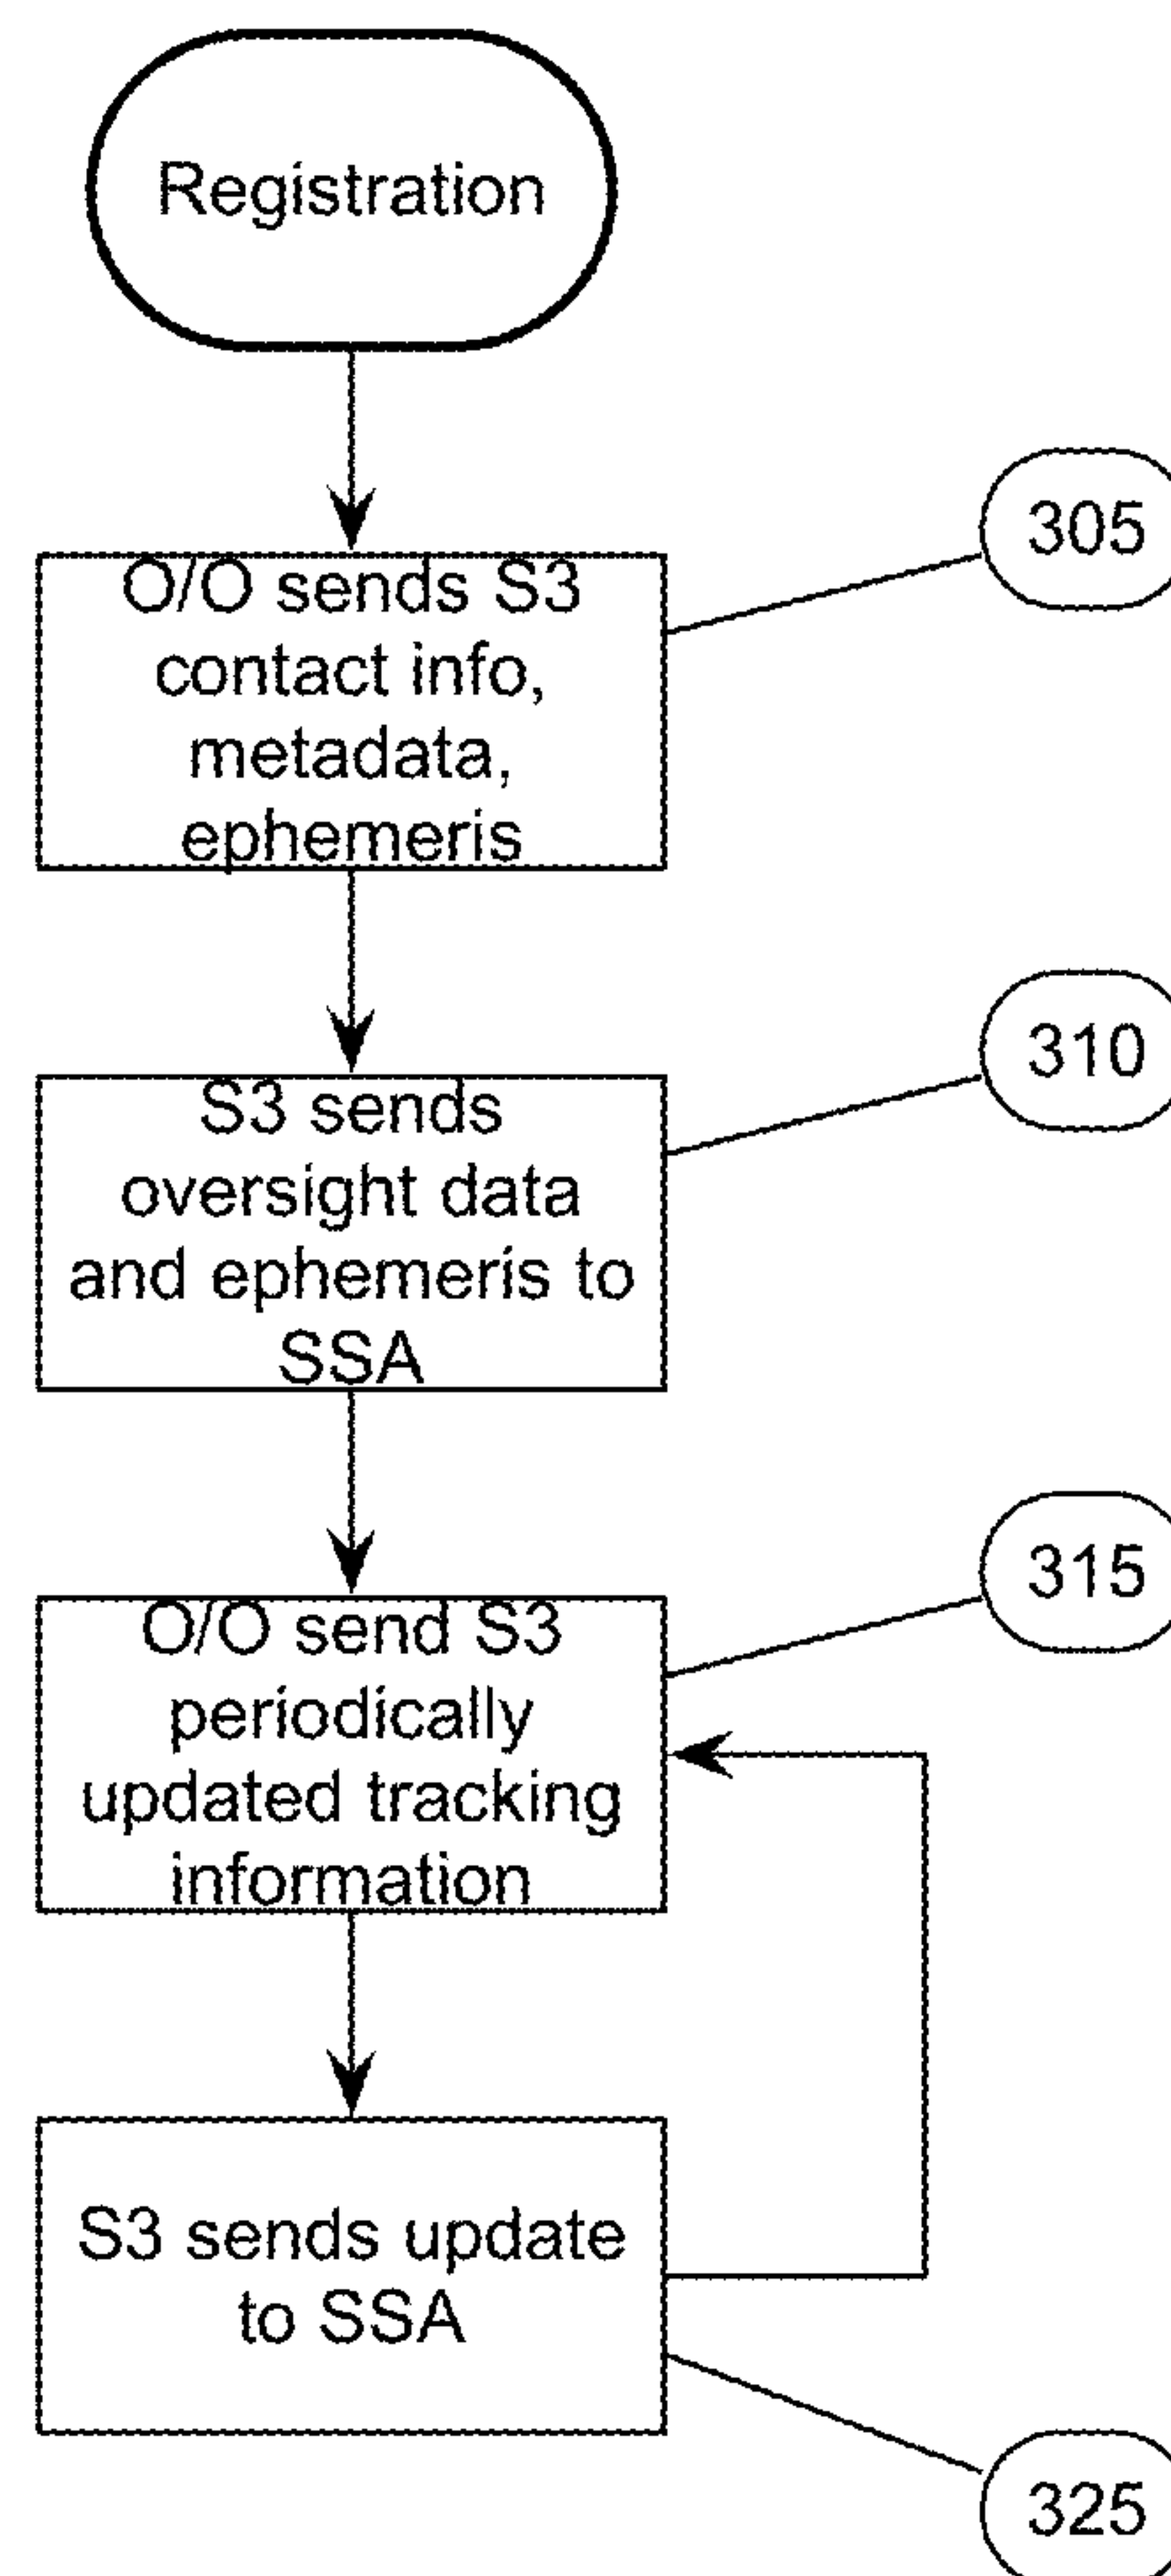 Registration
305
O/O sends S3
contact info,
metadata,
ephemeris
310
S3 sends
oversight data
and ephemeris to
SSA
315
O/O send S3
periodically
updated tracking
information
S3 sends update
to SSA
325